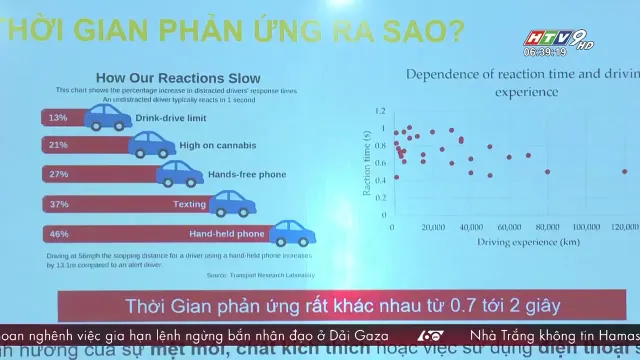 THỜI GIAN PHẢN ỨNG RA SAO?
HTV9 HD
06:39:19
How Our Reactions Slow
This chart shows the percentage increase in distracted drivers' response times
An undistracted driver typically reacts in 1 second
13% Drink-drive limit
21% High on cannabis
27% Hands-free phone
37% Texting
46% Hand-held phone
Driving at 56mph the stopping distance for a driver using a hand-held phone increases
by 13.1m compared to an alert driver.
Source: Transport Research Laboratory
Dependence of reaction time and driving
experience
Raction time (s)
1.2
1
0.8
0.6
0.4
0.2
0
0 20,000 40,000 60,000 80,000 100,000 120,000
Driving experience (km)
Thời Gian phản ứng rất khác nhau từ 0.7 tới 2 giây
hoan nghênh việc gia hạn lệnh ngừng bắn nhân đạo ở Dải Gaza 60 Nhà Trắng không tin Hamas
ảnh hưởng của sự mệt mỏi, chất kích thích hoặc việc sử dụng điện thoại